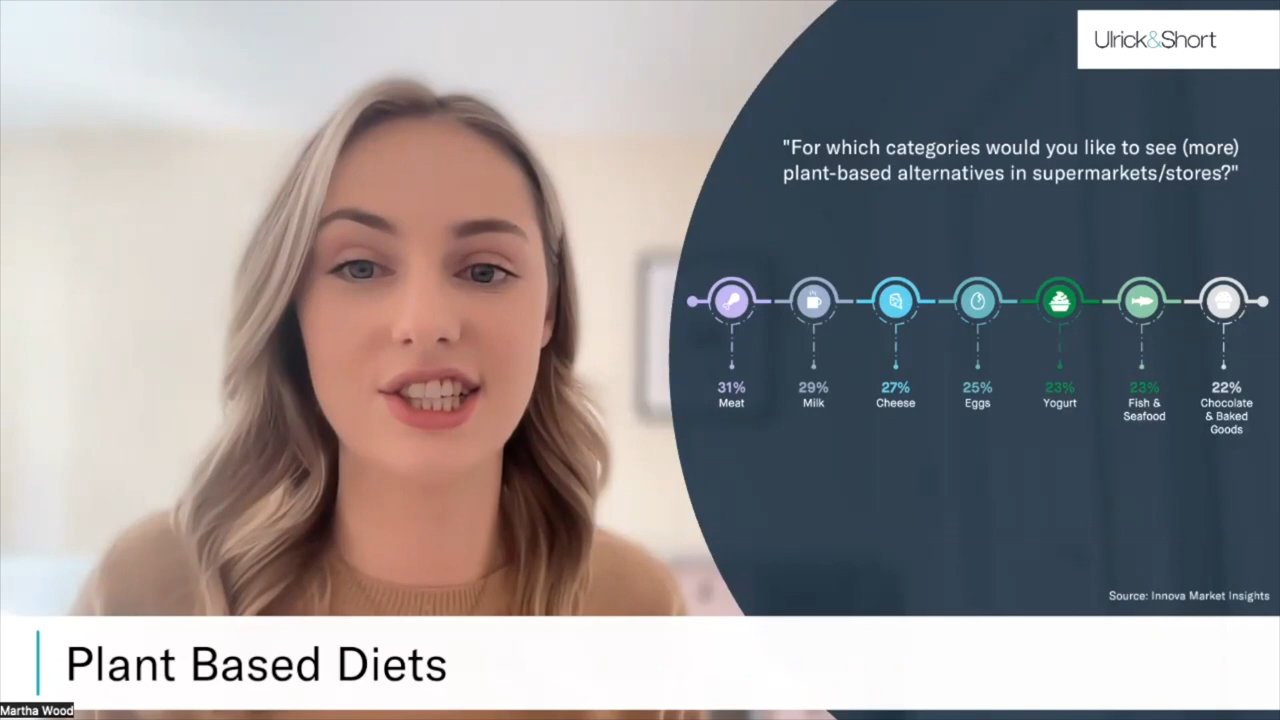 Ulrick&Short
"For which categories would you like to see (more)
plant-based alternatives in supermarkets/stores?"
31%
Meat
29%
Milk
27%
Cheese
25%
Eggs
23%
Yogurt
23%
Fish &
Seafood
22%
Chocolate
& Baked
Goods
Source: Innova Market Insights
Plant Based Diets
Martha Wood